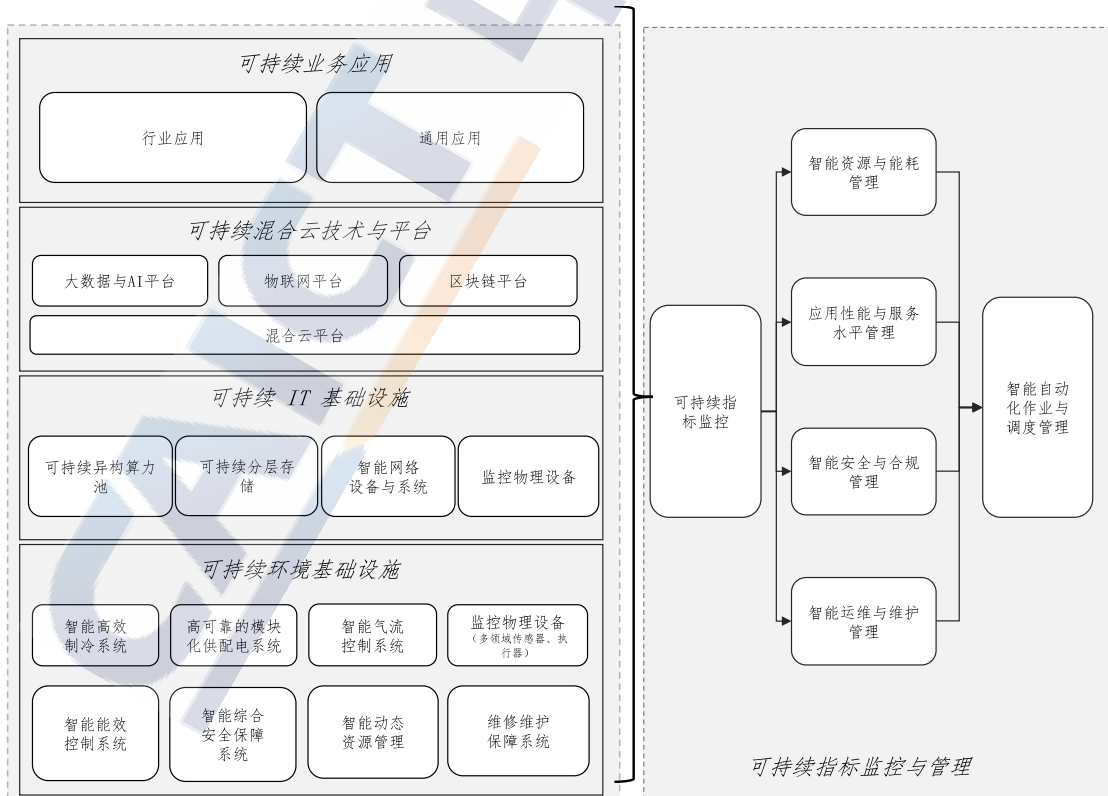 可持续业务应用
行业应用
通用应用
可持续混合云技术与平台
大数据与AI平台
物联网平台
区块链平台
混合云平台
可持续 IT 基础设施
可持续异构算力
池
可持续分层存
储
智能网络
设备与系统
监控物理设备
可持续环境基础设施
智能高效
制冷系统
高可靠的模块
化供配电系统
智能气流
控制系统
监控物理设备
（多领域传感器、执
行器）
智能能效
控制系统
智能综合
安全保障
系统
智能动态
资源管理
维修维护
保障系统
可持续指
标监控
智能资源与能耗
管理
应用性能与服务
水平管理
智能安全与合规
管理
智能运维与维护
管理
智能自动
化作业与
调度管理
可持续指标监控与管理
CAICT